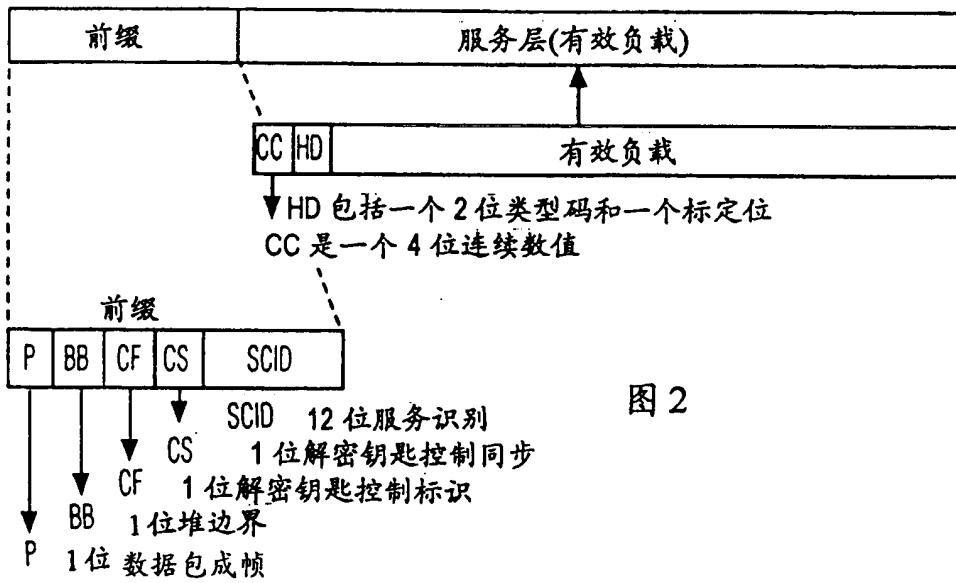 前缀 服务层(有效负载)
CC HD 有效负载
HD 包括一个 2 位类型码和一个标定位
CC 是一个 4 位连续数值
前缀
P BB CF CS SCID
图 2
SCID 12 位服务识别
CS 1 位解密钥匙控制同步
CF 1 位解密钥匙控制标识
BB 1 位堆边界
P 1 位 数据包成帧